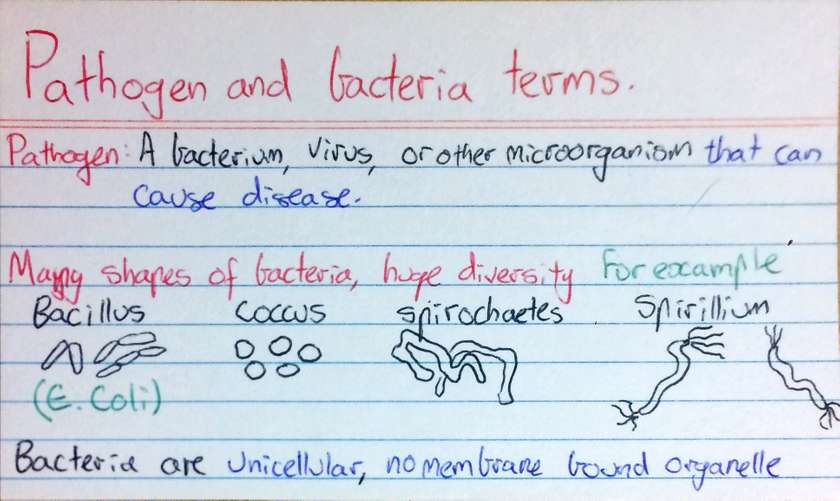 Pathogen and bacteria terms.
Pathogen: A bacterium, virus, or other microorganism that can
cause disease.
Many shapes of bacteria, huge diversity For example
Bacillus coccus spirochaetes Spirillium
(E. Coli)
Bacteria are unicellular, no membrane bound organelle